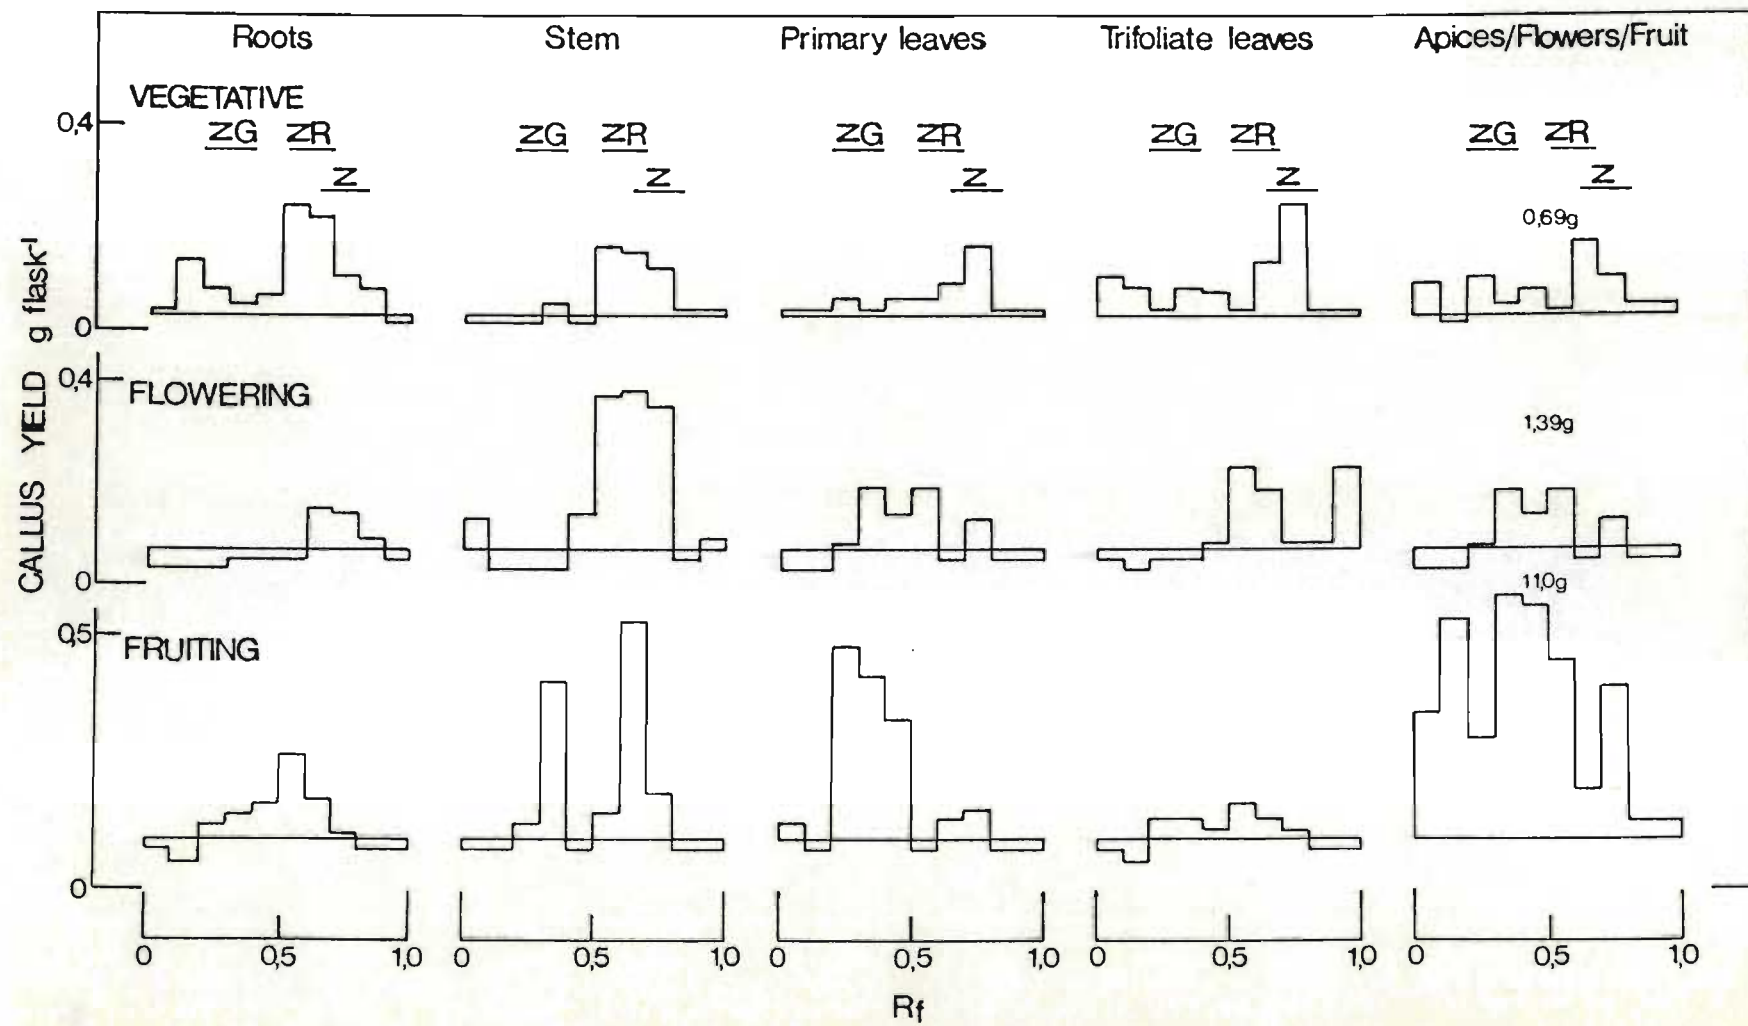 Roots Stem Primary leaves Trifoliate leaves Apices/Flowers/Fruit
VEGETATIVE
0,4 ZG ZR ZG ZR ZG ZR ZG ZR ZG ZR
Z Z Z Z Z
0,69g
0
0,4
FLOWERING
1,39g
0
11,0g
0,5
FRUITING
0
CALLUS YIELD g flask-1
0 0,5 1,0 0 0,5 1,0 0 0,5 1,0 0 0,5 1,0 0 0,5 1,0
Rf